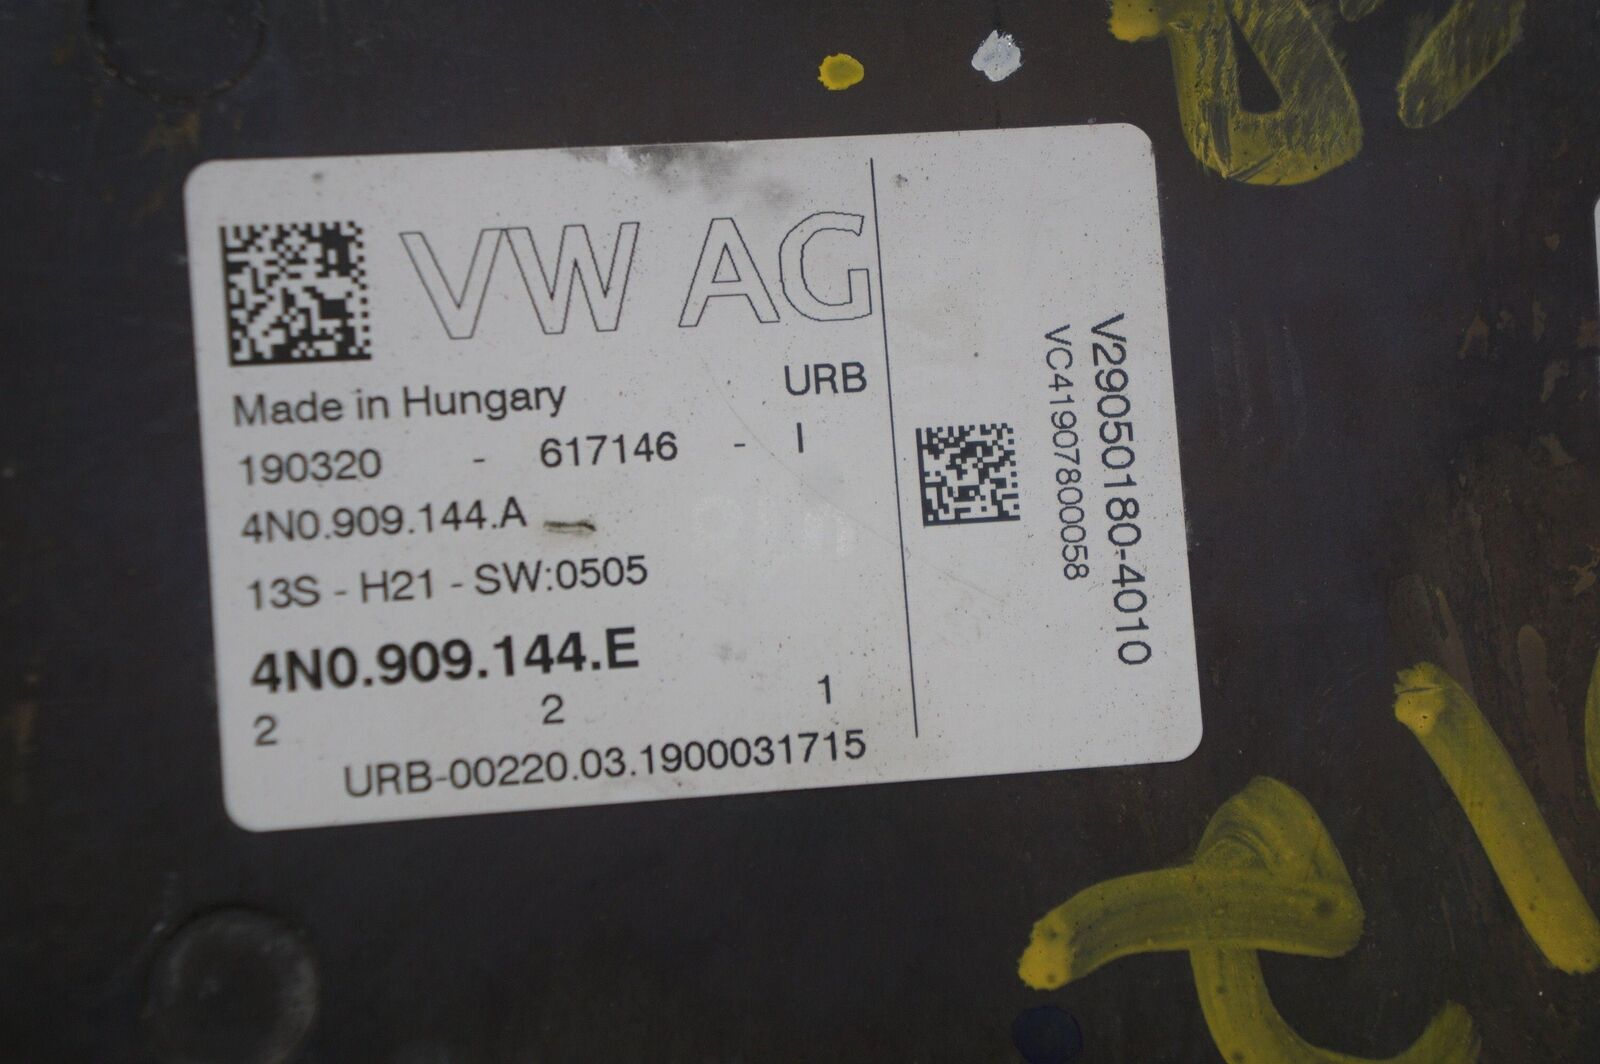 VW AG
Made in Hungary
URB
190320 - 617146 - I
4N0.909.144.A
13S - H21 - SW:0505
4N0.909.144.E
2 2 1
URB-00220.03.1900031715
V29050180-4010
VC41907800058